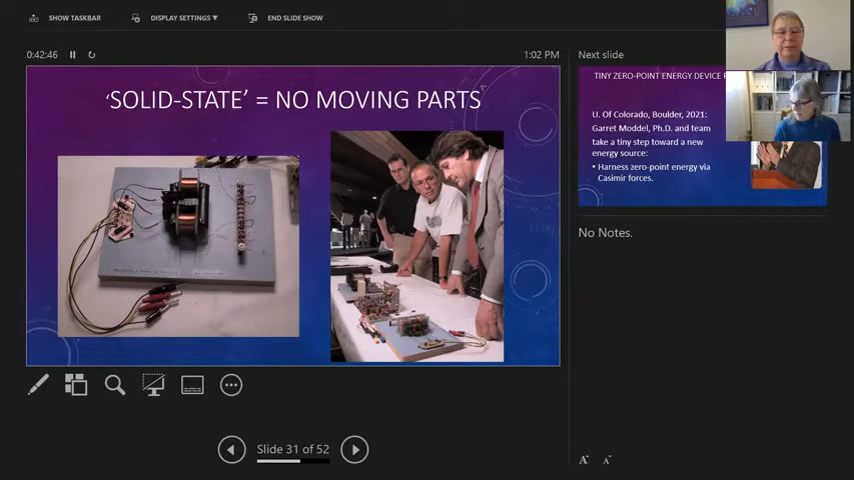 SHOW TASKBAR
DISPLAY SETTINGS ▾
END SLIDE SHOW
0:42:46
1:02 PM
‘SOLID-STATE’ = NO MOVING PARTS
Next slide
TINY ZERO-POINT ENERGY DEVICE
U. Of Colorado, Boulder, 2021:
Garret Moddel, Ph.D. and team
take a tiny step toward a new
energy source:
• Harness zero-point energy via
Casimir forces.
No Notes.
Slide 31 of 52
A A